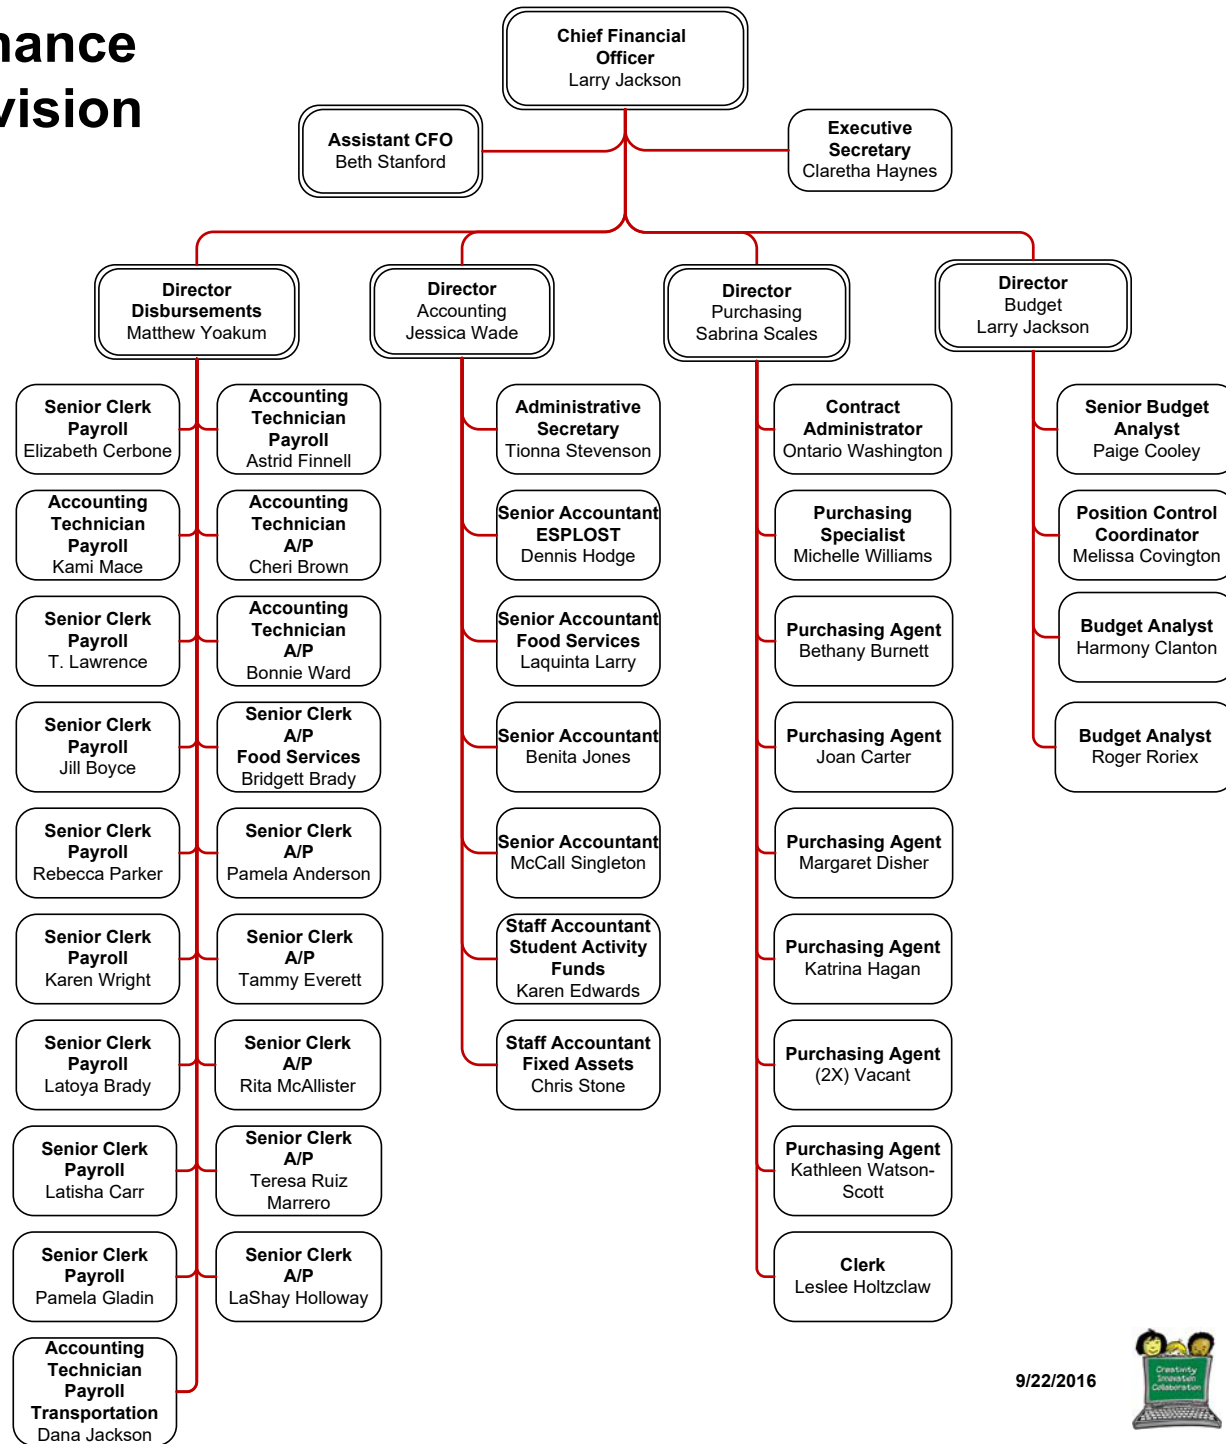 nance
vision
Chief Financial
Officer
Larry Jackson
Assistant CFO
Beth Stanford
Executive
Secretary
Claretha Haynes
Director
Disbursements
Matthew Yoakum
Director
Accounting
Jessica Wade
Director
Purchasing
Sabrina Scales
Director
Budget
Larry Jackson
Senior Clerk
Payroll
Elizabeth Cerbone
Accounting
Technician
Payroll
Astrid Finnell
Administrative
Secretary
Tionna Stevenson
Contract
Administrator
Ontario Washington
Senior Budget
Analyst
Paige Cooley
Accounting
Technician
Payroll
Kami Mace
Accounting
Technician
A/P
Cheri Brown
Senior Accountant
ESPLOST
Dennis Hodge
Purchasing
Specialist
Michelle Williams
Position Control
Coordinator
Melissa Covington
Senior Clerk
Payroll
T. Lawrence
Accounting
Technician
A/P
Bonnie Ward
Senior Accountant
Food Services
Laquinta Larry
Purchasing Agent
Bethany Burnett
Budget Analyst
Harmony Clanton
Senior Clerk
Payroll
Jill Boyce
Senior Clerk
A/P
Food Services
Bridgett Brady
Senior Accountant
Benita Jones
Purchasing Agent
Joan Carter
Budget Analyst
Roger Roriex
Senior Clerk
Payroll
Rebecca Parker
Senior Clerk
A/P
Pamela Anderson
Senior Accountant
McCall Singleton
Purchasing Agent
Margaret Disher
Senior Clerk
Payroll
Karen Wright
Senior Clerk
A/P
Tammy Everett
Staff Accountant
Student Activity
Funds
Karen Edwards
Purchasing Agent
Katrina Hagan
Senior Clerk
Payroll
Latoya Brady
Senior Clerk
A/P
Rita McAllister
Staff Accountant
Fixed Assets
Chris Stone
Purchasing Agent
(2X) Vacant
Senior Clerk
Payroll
Latisha Carr
Senior Clerk
A/P
Teresa Ruiz
Marrero
Purchasing Agent
Kathleen Watson-
Scott
Senior Clerk
Payroll
Pamela Gladin
Senior Clerk
A/P
LaShay Holloway
Clerk
Leslee Holtzclaw
Accounting
Technician
Payroll
Transportation
Dana Jackson
9/22/2016
Creativity
Innovation
Collaboration